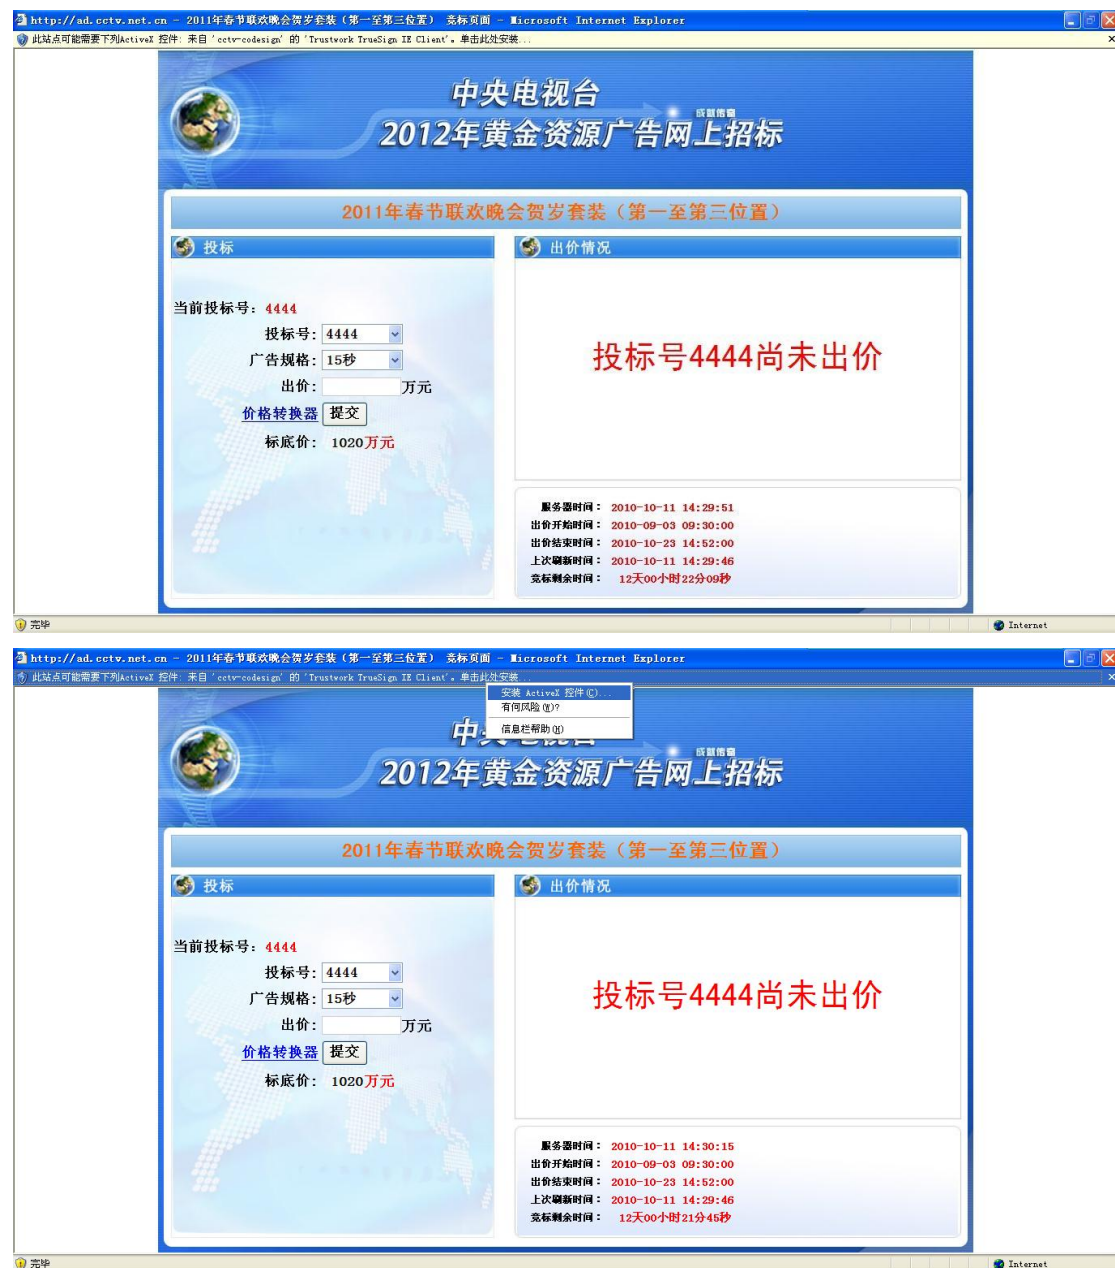 http://ad.cctv.net.cn - 2011年春节联欢晚会贺岁套装（第一至第三位置） 竞标页面 - Microsoft Internet Explorer
此站点可能需要下列ActiveX 控件: 来自 'cctv-codesign' 的 'Trustwork TrueSign IE Client'。单击此处安装...
中央电视台
成就传奇
2012年黄金资源广告网上招标
2011年春节联欢晚会贺岁套装（第一至第三位置）
投标
当前投标号：4444
投标号：4444
广告规格：15秒
出价：万元
价格转换器 提交
标底价：1020万元
出价情况
投标号4444尚未出价
服务器时间：2010-10-11 14:29:51
出价开始时间：2010-09-03 09:30:00
出价结束时间：2010-10-23 14:52:00
上次刷新时间：2010-10-11 14:29:46
竞标剩余时间：12天00小时22分09秒
完毕
Internet
http://ad.cctv.net.cn - 2011年春节联欢晚会贺岁套装（第一至第三位置） 竞标页面 - Microsoft Internet Explorer
此站点可能需要下列ActiveX 控件: 来自 'cctv-codesign' 的 'Trustwork TrueSign IE Client'。单击此处安装...
安装 ActiveX 控件(C)...
有何风险(W)?
信息栏帮助(H)
中央电视台
成就传奇
2012年黄金资源广告网上招标
2011年春节联欢晚会贺岁套装（第一至第三位置）
投标
当前投标号：4444
投标号：4444
广告规格：15秒
出价：万元
价格转换器 提交
标底价：1020万元
出价情况
投标号4444尚未出价
服务器时间：2010-10-11 14:30:15
出价开始时间：2010-09-03 09:30:00
出价结束时间：2010-10-23 14:52:00
上次刷新时间：2010-10-11 14:29:46
竞标剩余时间：12天00小时21分45秒
完毕
Internet